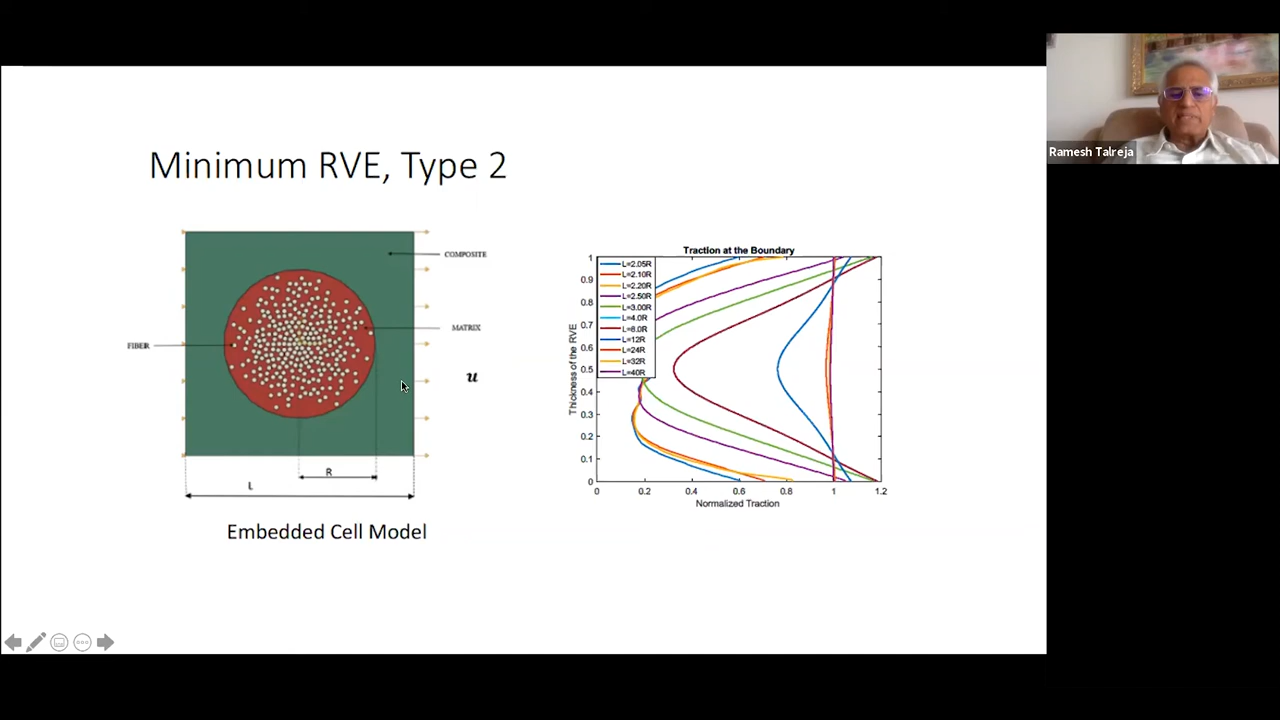 Ramesh Talreja
Minimum RVE, Type 2
COMPOSITE
MATRIX
FIBER
u
R
L
Embedded Cell Model
Traction at the Boundary
L=2.05R
L=2.10R
L=2.20R
L=2.50R
L=3.00R
L=4.0R
L=8.0R
L=12R
L=24R
L=32R
L=40R
Thickness of the RVE
1
0.9
0.8
0.7
0.6
0.5
0.4
0.3
0.2
0.1
0
0 0.2 0.4 0.6 0.8 1 1.2
Normalized Traction